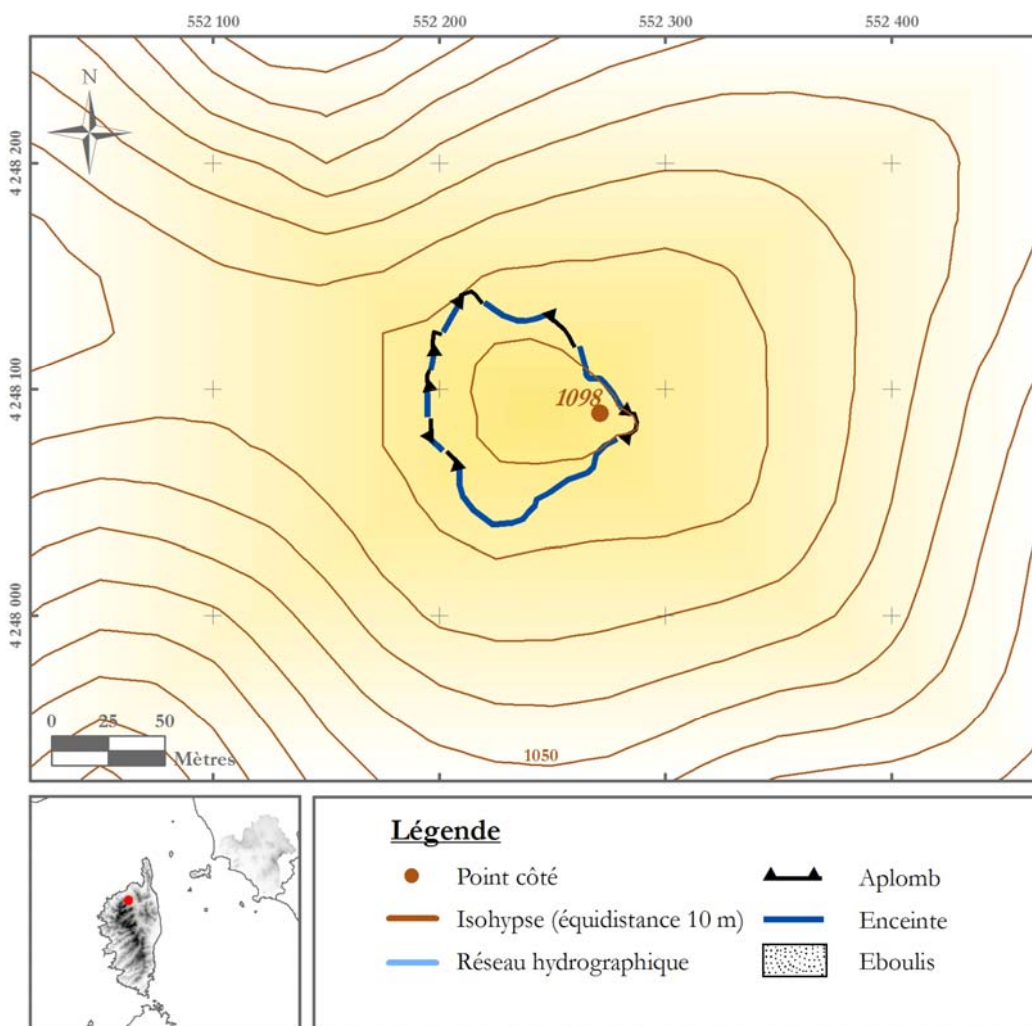 552 100
552 200
552 300
552 400
N
4 248 200
4 248 100
4 248 000
1098
0
25
50
Mètres
1050
Légende
Point côté
Isohypse (équidistance 10 m)
Réseau hydrographique
Aplomb
Enceinte
Eboulis